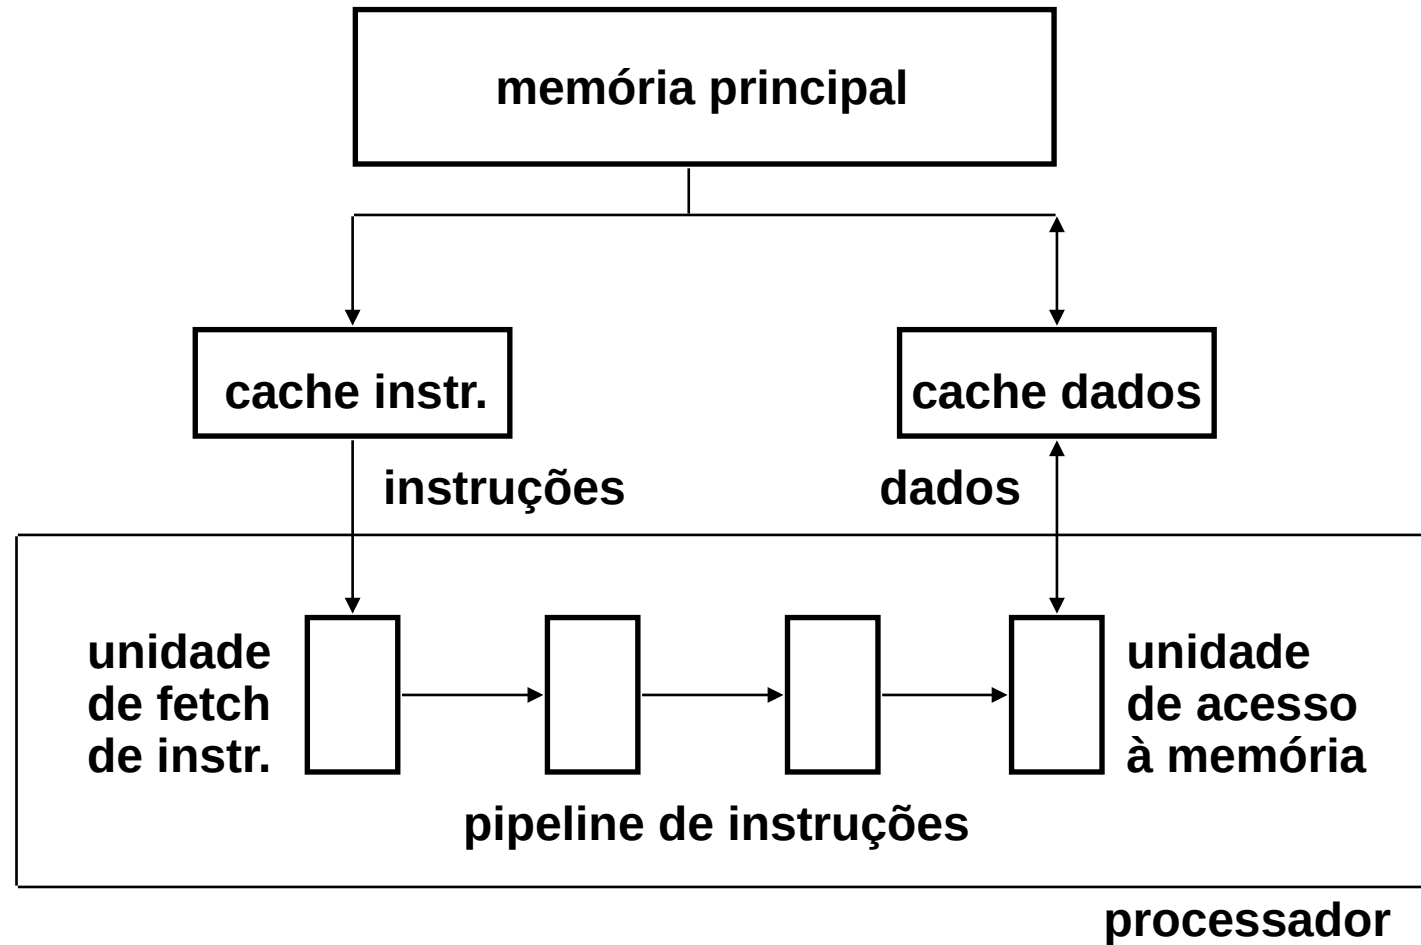 memória principal
cache instr.
cache dados
instruções
dados
unidade
de fetch
de instr.
unidade
de acesso
à memória
pipeline de instruções
processador